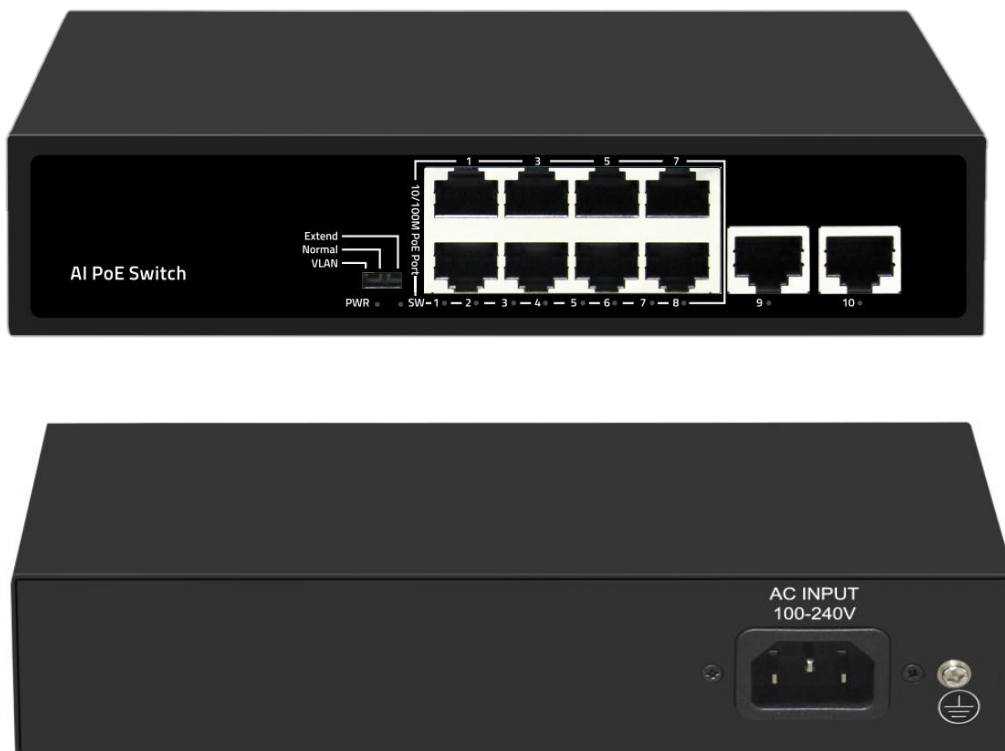 1 3 5 7
10/100M PoE Port
Extend
Normal
VLAN
AI PoE Switch
PWR SW 1 2 3 4 5 6 7 8 9 10
AC INPUT
100-240V